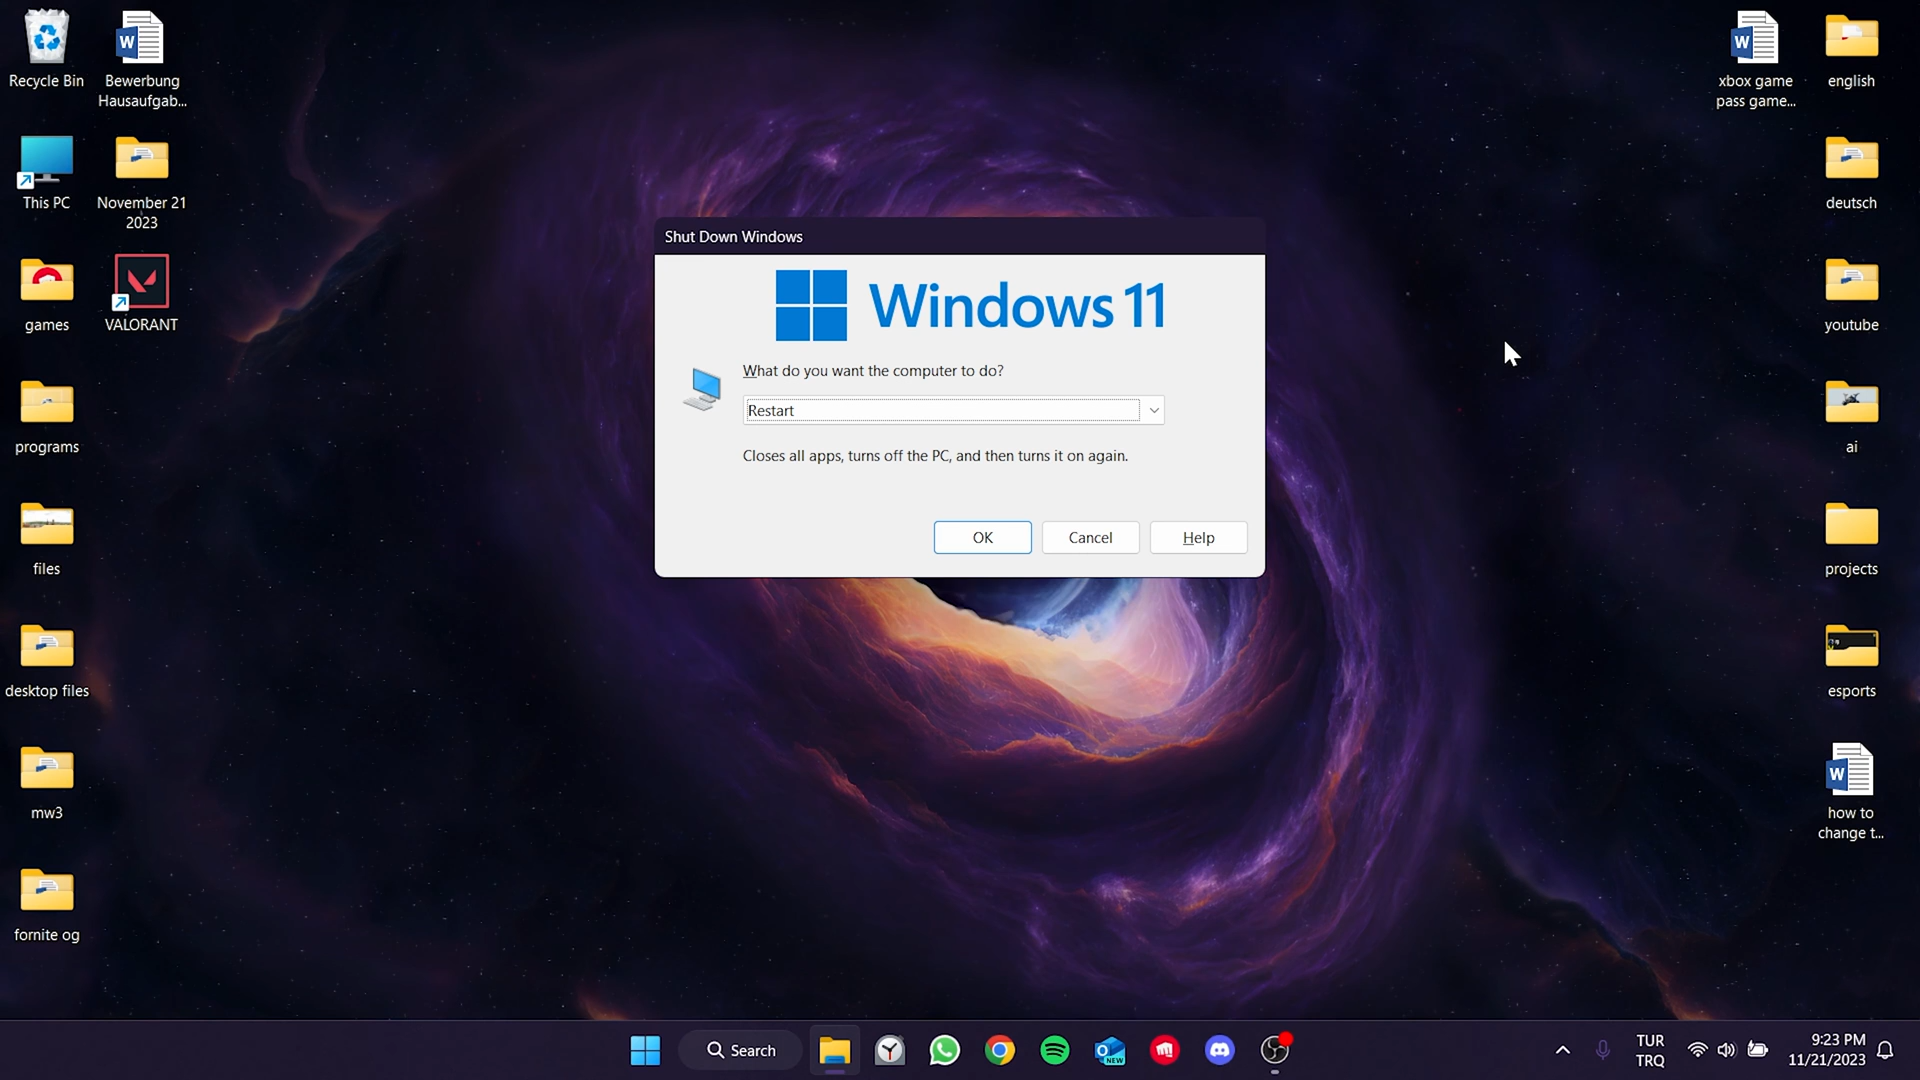 Recycle Bin
Bewerbung
Hausaufgab...
This PC
November 21
2023
games
VALORANT
programs
files
desktop files
mw3
fornite og
Shut Down Windows
Windows 11
What do you want the computer to do?
Restart
Closes all apps, turns off the PC, and then turns it on again.
OK
Cancel
Help
xbox game
pass game...
english
deutsch
youtube
ai
projects
esports
how to
change t...
Search
NEW
TUR
TRQ
9:23 PM
11/21/2023